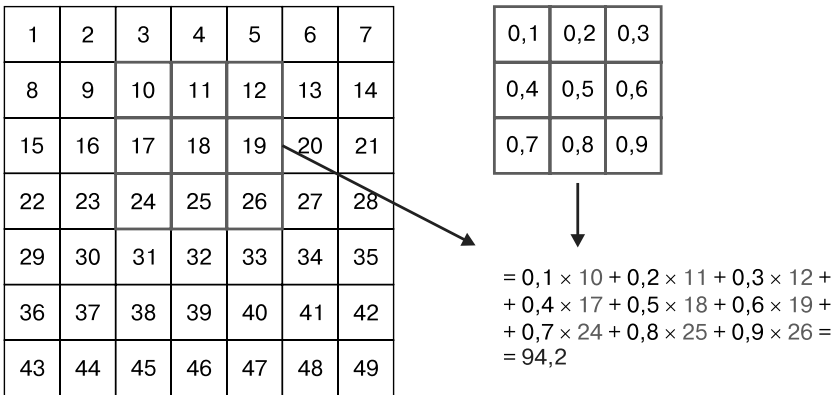 1 2 3 4 5 6 7
8 9 10 11 12 13 14
15 16 17 18 19 20 21
22 23 24 25 26 27 28
29 30 31 32 33 34 35
36 37 38 39 40 41 42
43 44 45 46 47 48 49
0,1 0,2 0,3
0,4 0,5 0,6
0,7 0,8 0,9
= 0,1 × 10 + 0,2 × 11 + 0,3 × 12 +
+ 0,4 × 17 + 0,5 × 18 + 0,6 × 19 +
+ 0,7 × 24 + 0,8 × 25 + 0,9 × 26 =
= 94,2